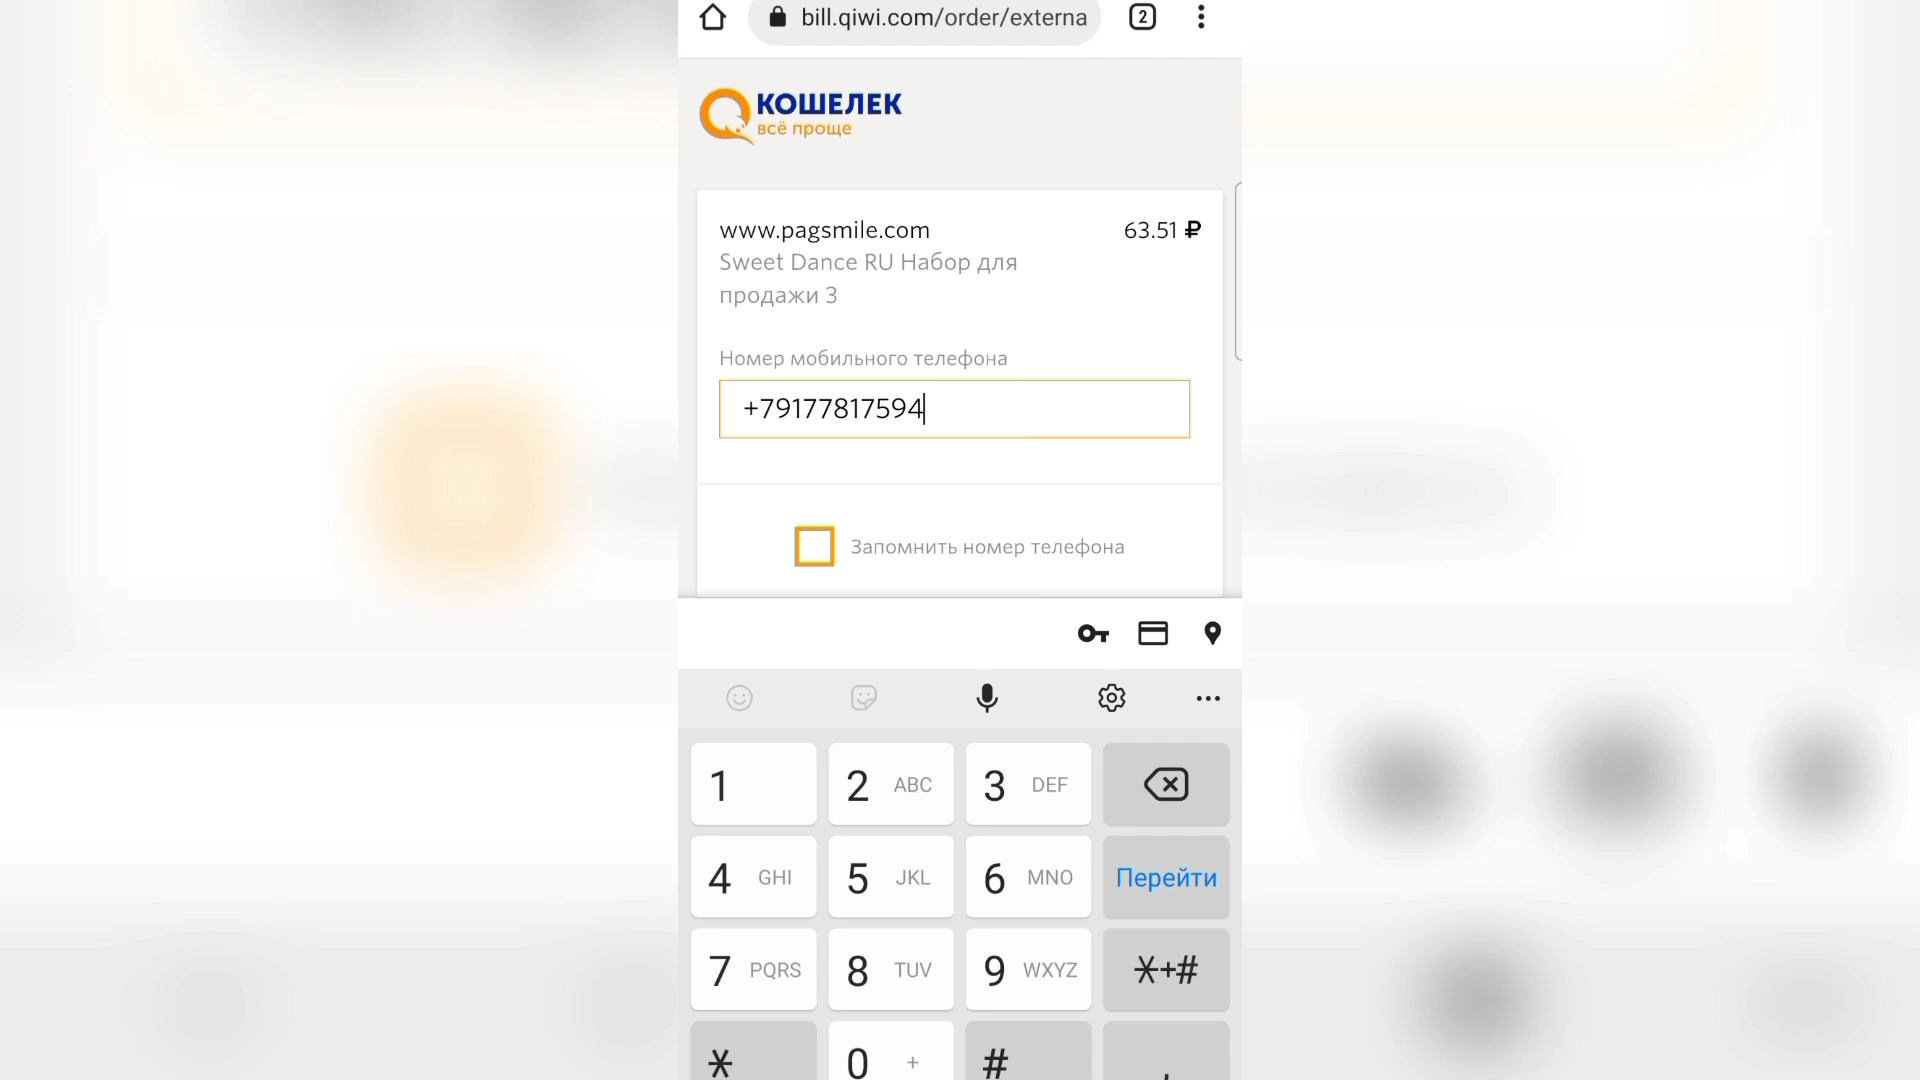 bill.qiwi.com/order/externa
2
КОШЕЛЕК
всё проще
www.pagsmile.com 63.51 ₽
Sweet Dance RU Набор для
продажи 3
Номер мобильного телефона
+79177817594
Запомнить номер телефона
1 2 ABC 3 DEF
4 GHI 5 JKL 6 MNO Перейти
7 PQRS 8 TUV 9 WXYZ *+#
* 0 + #